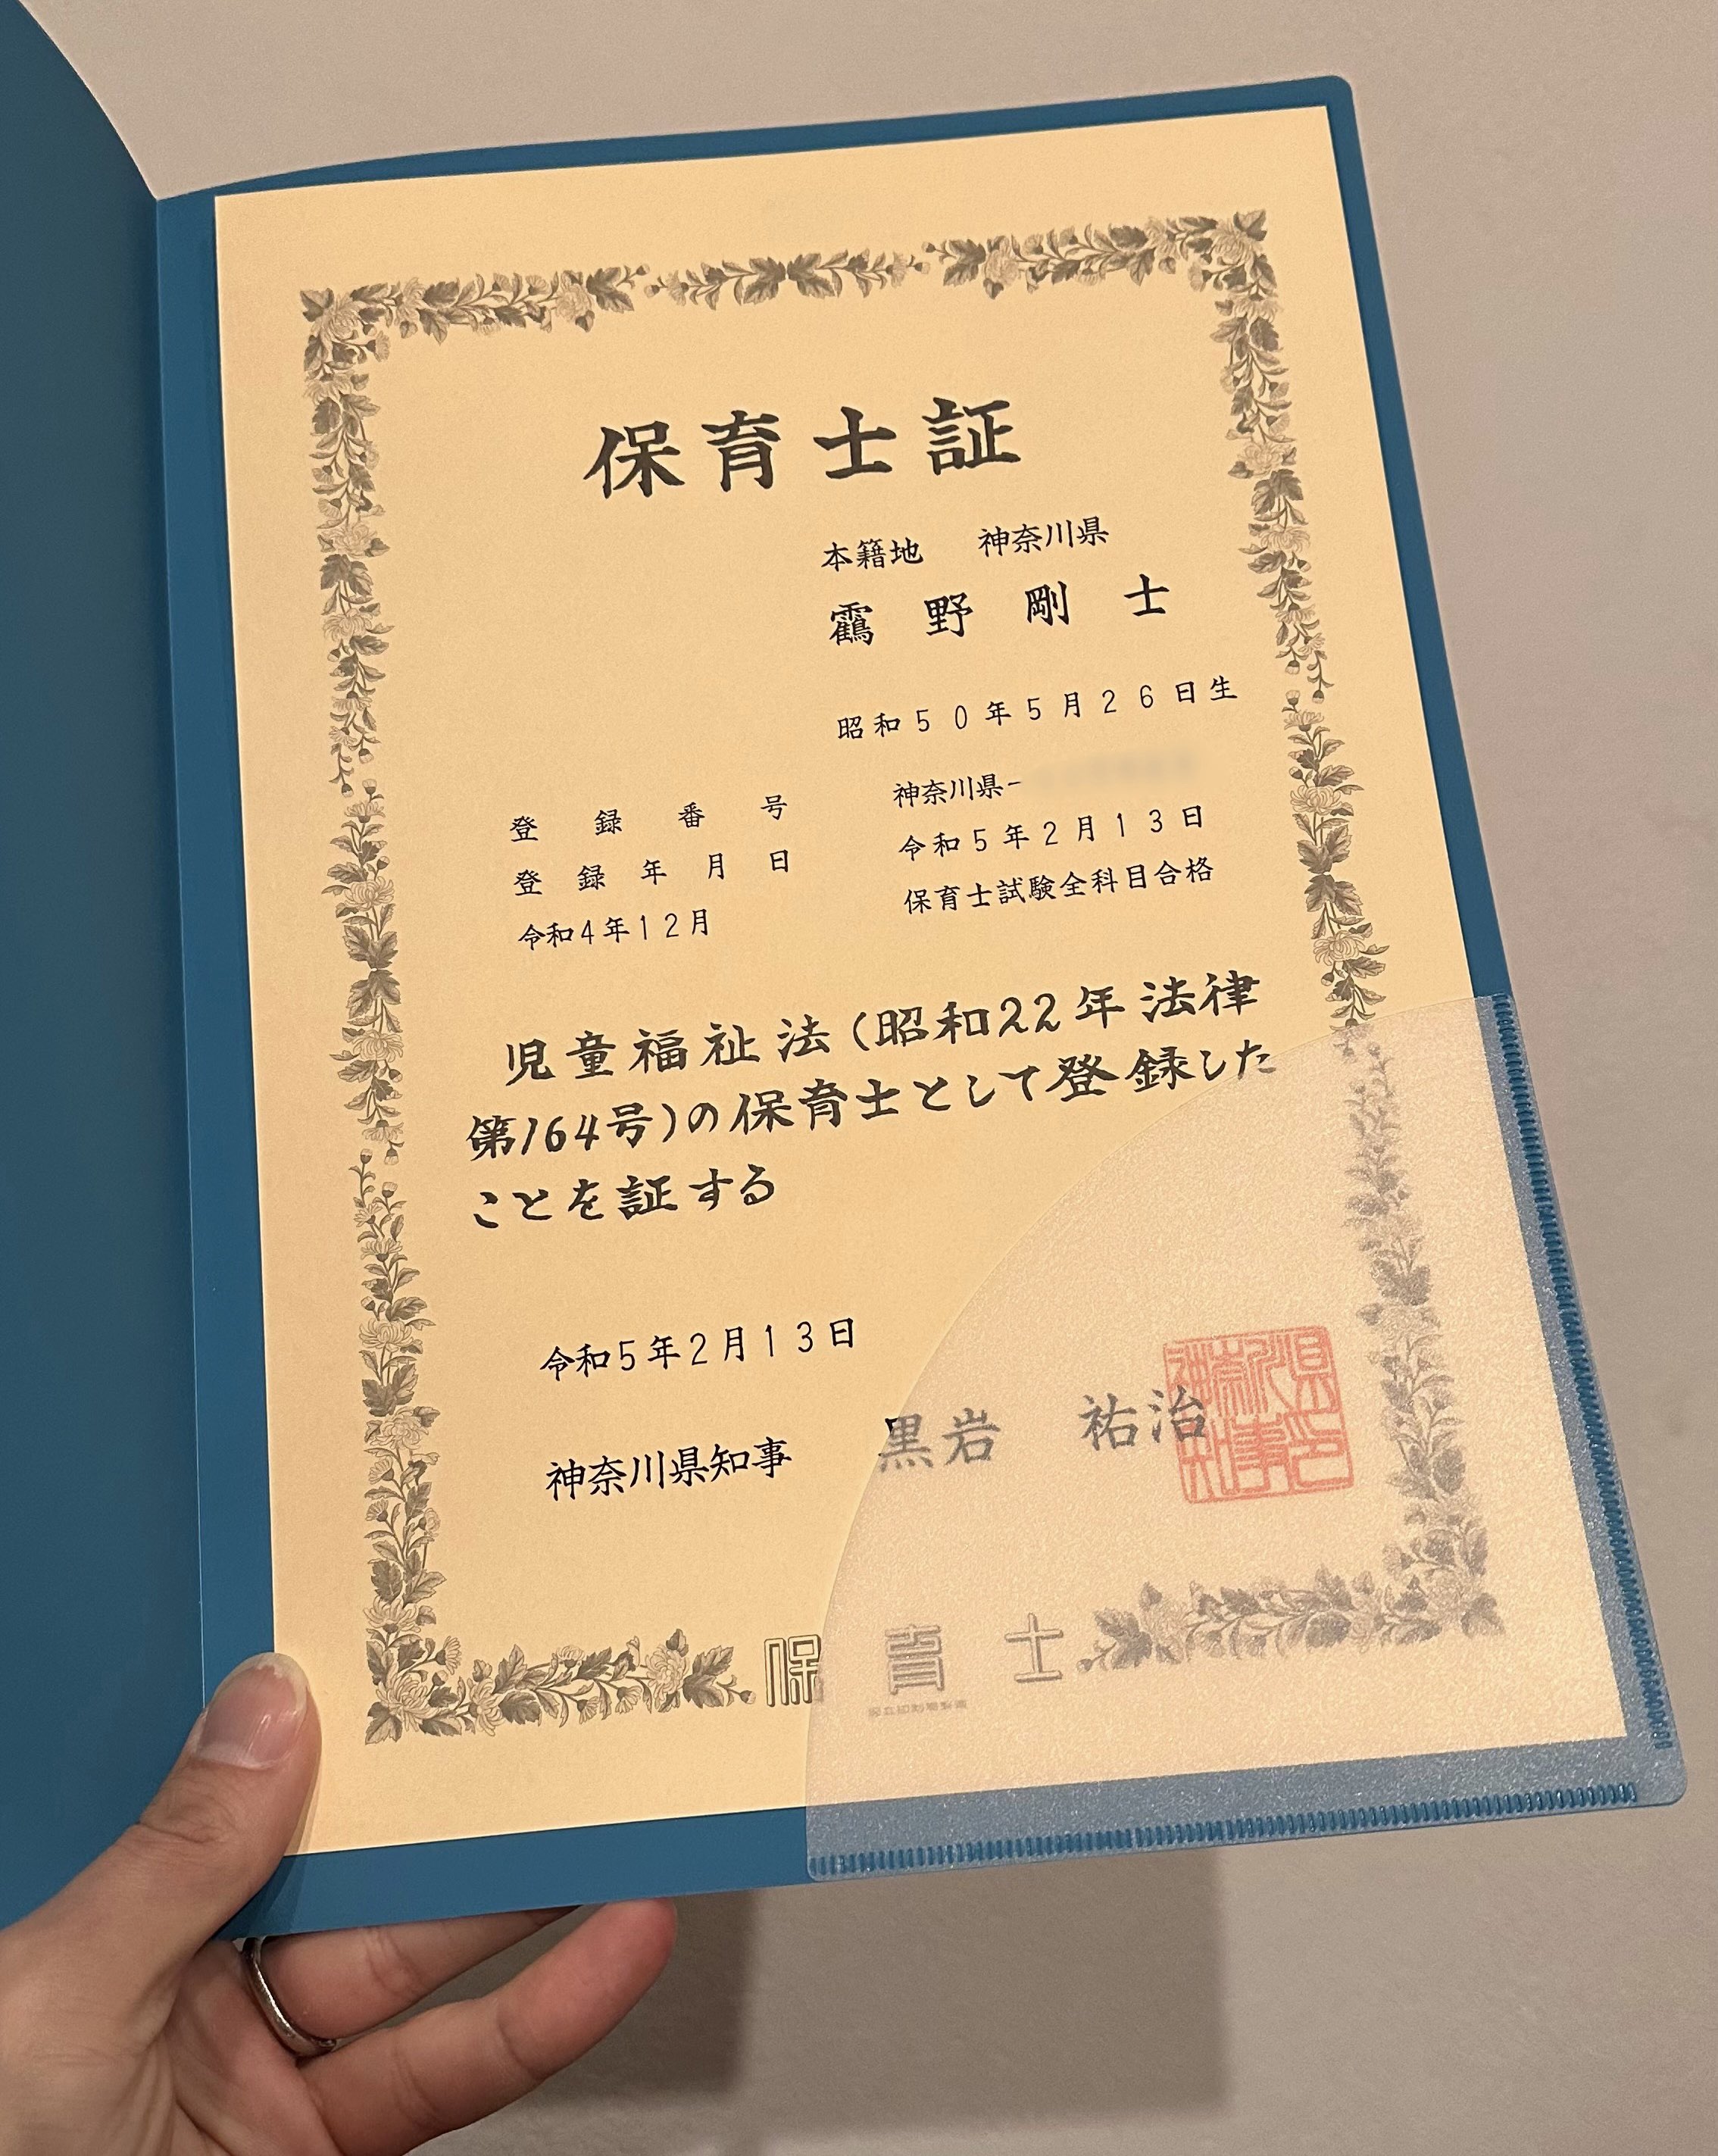 保育士証
本籍地 神奈川県
靏野剛士
昭和50年5月26日生
登録番号 神奈川県-
登録年月日 令和5年2月13日
令和4年12月 保育士試験全科目合格
児童福祉法(昭和22年法律
第164号)の保育士として登録した
ことを証する
令和5年2月13日
神奈川県知事 黒岩 祐治
保育士